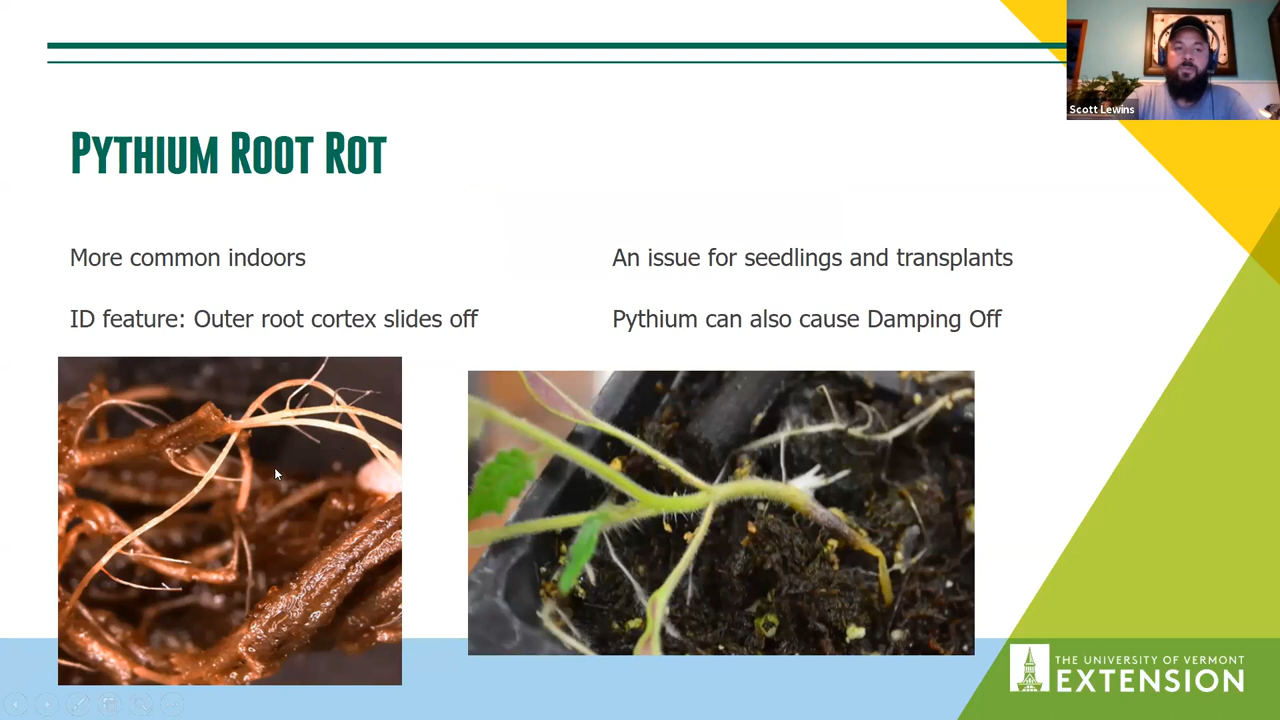 Scott Lewins
Pythium Root Rot
More common indoors
ID feature: Outer root cortex slides off
An issue for seedlings and transplants
Pythium can also cause Damping Off
THE UNIVERSITY OF VERMONT
EXTENSION